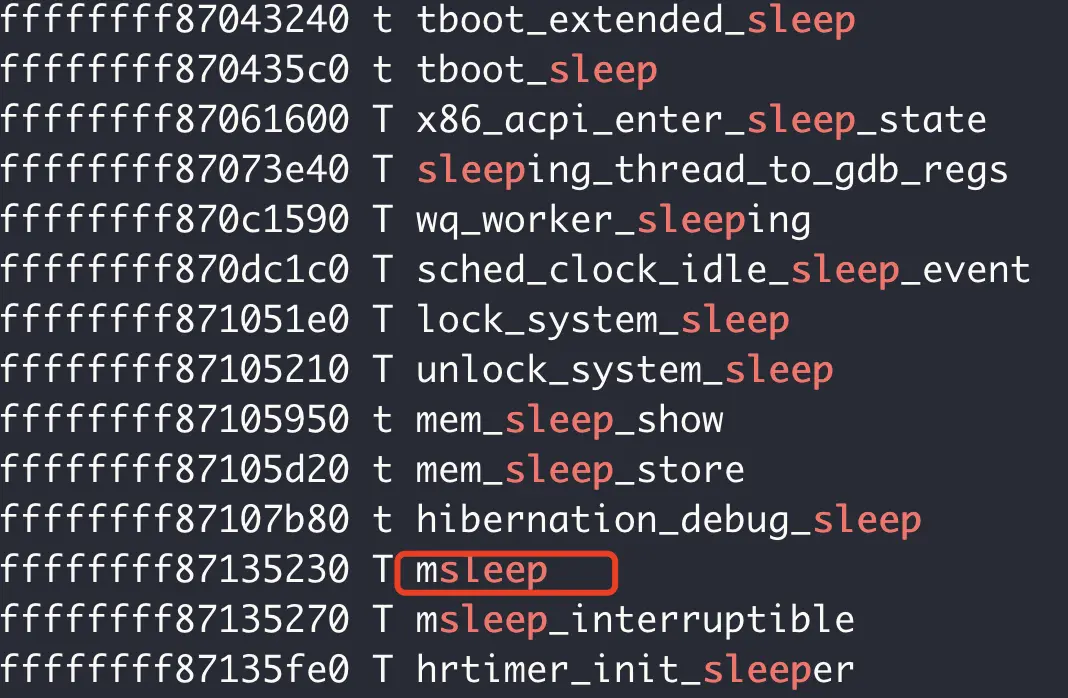 ffffffff87043240 t tboot_extended_sleep
ffffffff870435c0 t tboot_sleep
ffffffff87061600 T x86_acpi_enter_sleep_state
ffffffff87073e40 T sleeping_thread_to_gdb_regs
ffffffff870c1590 T wq_worker_sleeping
ffffffff870dc1c0 T sched_clock_idle_sleep_event
ffffffff871051e0 T lock_system_sleep
ffffffff87105210 T unlock_system_sleep
ffffffff87105950 t mem_sleep_show
ffffffff87105d20 t mem_sleep_store
ffffffff87107b80 t hibernation_debug_sleep
ffffffff87135230 T msleep
ffffffff87135270 T msleep_interruptible
ffffffff87135fe0 T hrtimer_init_sleeper